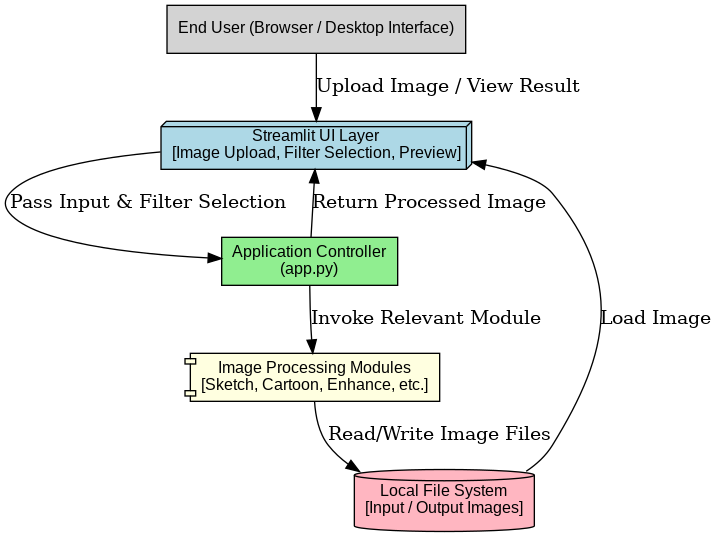 End User (Browser / Desktop Interface)
Upload Image / View Result
Streamlit UI Layer
[Image Upload, Filter Selection, Preview]
Pass Input & Filter Selection
Return Processed Image
Application Controller
(app.py)
Invoke Relevant Module
Load Image
Image Processing Modules
[Sketch, Cartoon, Enhance, etc.]
Read/Write Image Files
Local File System
[Input / Output Images]